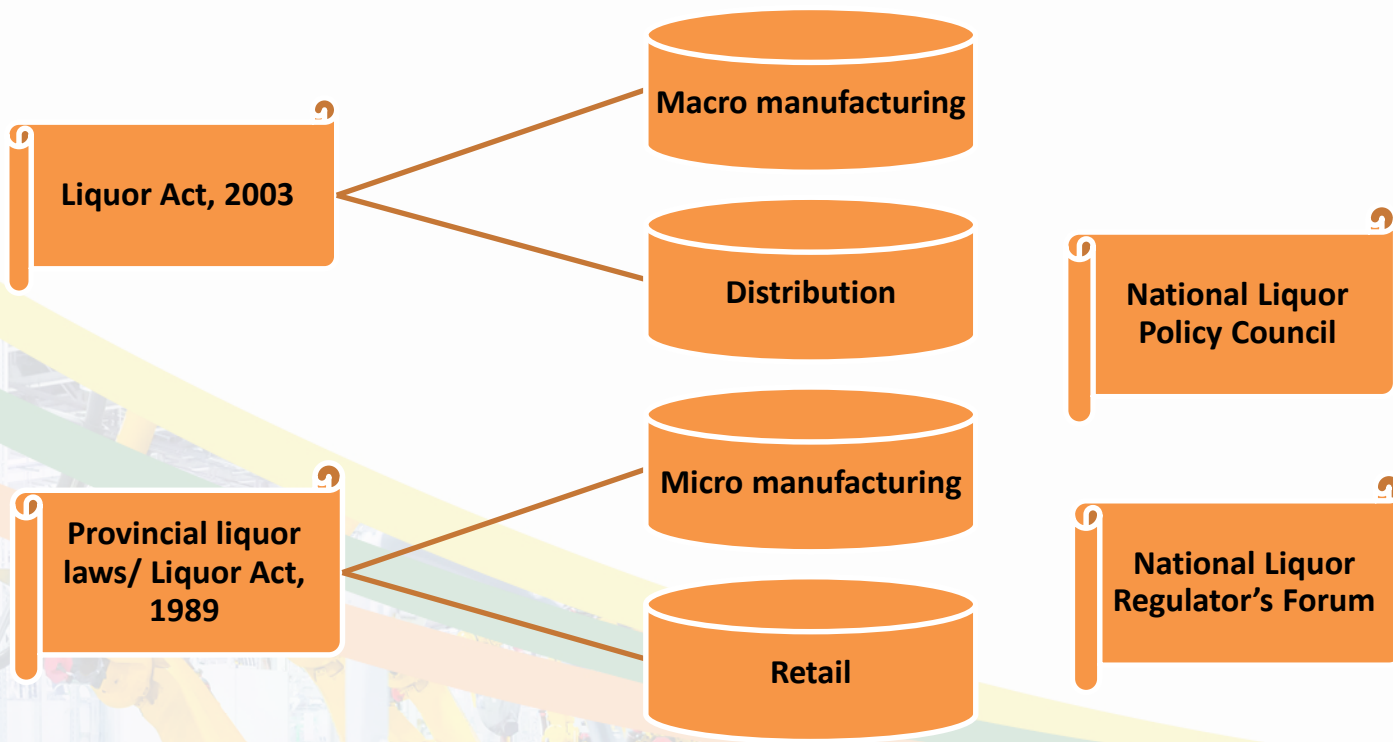 Macro manufacturing
Liquor Act, 2003
Distribution
National Liquor
Policy Council
Micro manufacturing
Provincial liquor
laws/ Liquor Act,
1989
National Liquor
Regulator’s Forum
Retail